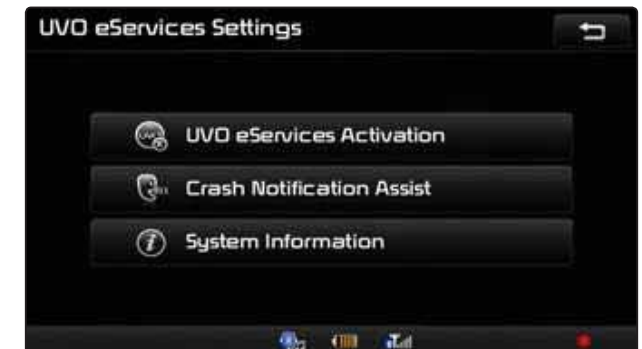 UVO eServices Settings
UVO eServices Activation
Crash Notification Assist
System Information